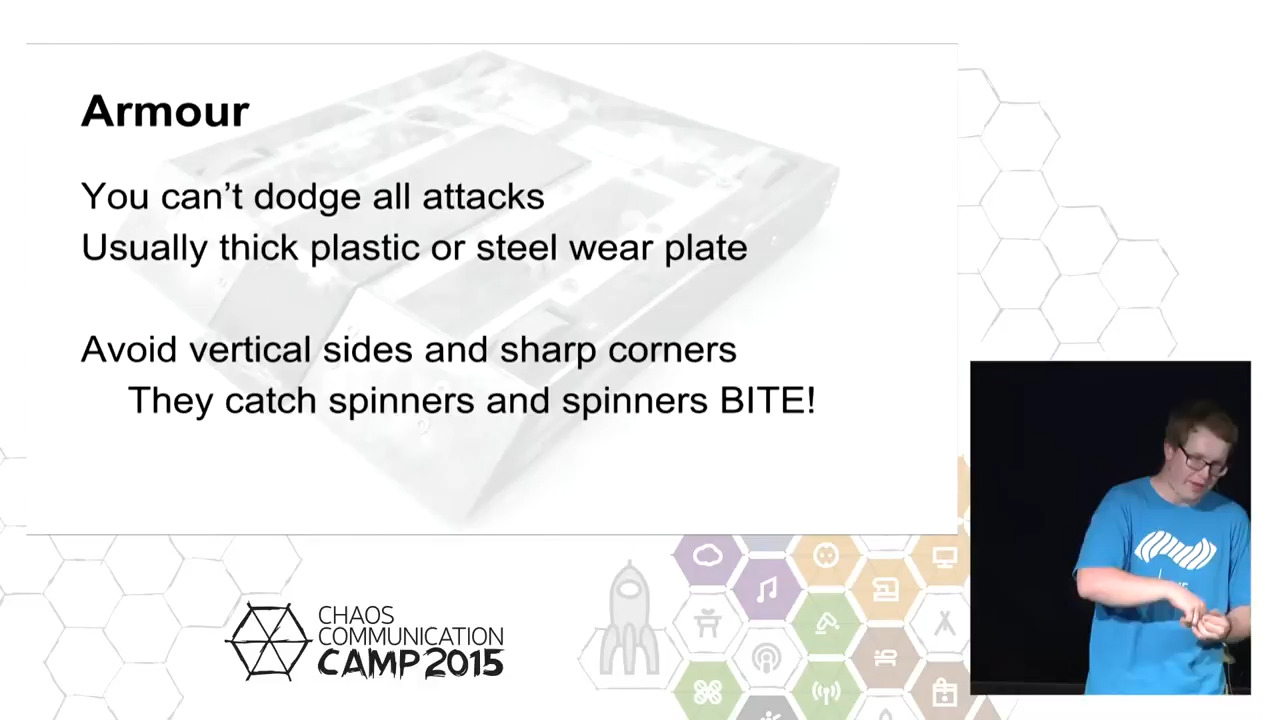 Armour
You can’t dodge all attacks
Usually thick plastic or steel wear plate
Avoid vertical sides and sharp corners
They catch spinners and spinners BITE!
CHAOS
COMMUNICATION
CAMP 2015